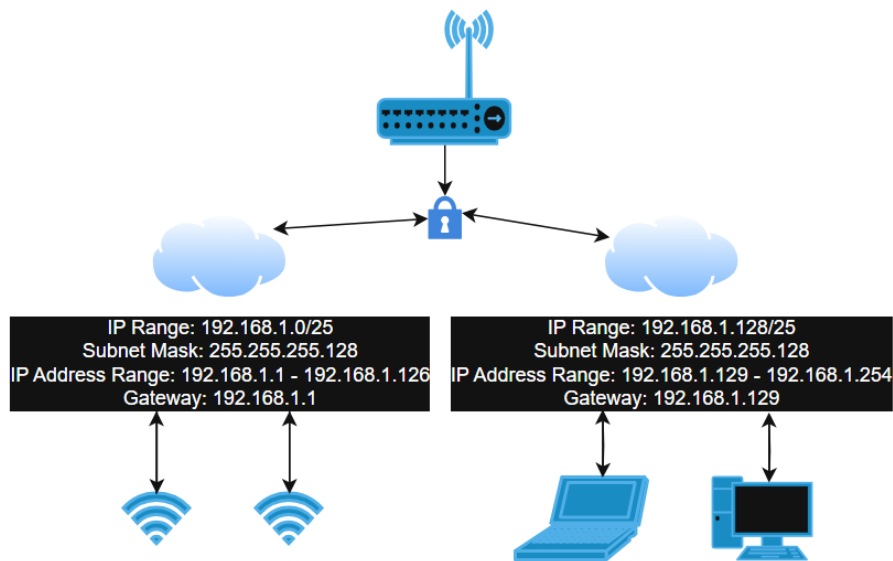 IP Range: 192.168.1.0/25
Subnet Mask: 255.255.255.128
IP Address Range: 192.168.1.1 - 192.168.1.126
Gateway: 192.168.1.1
IP Range: 192.168.1.128/25
Subnet Mask: 255.255.255.128
IP Address Range: 192.168.1.129 - 192.168.1.254
Gateway: 192.168.1.129